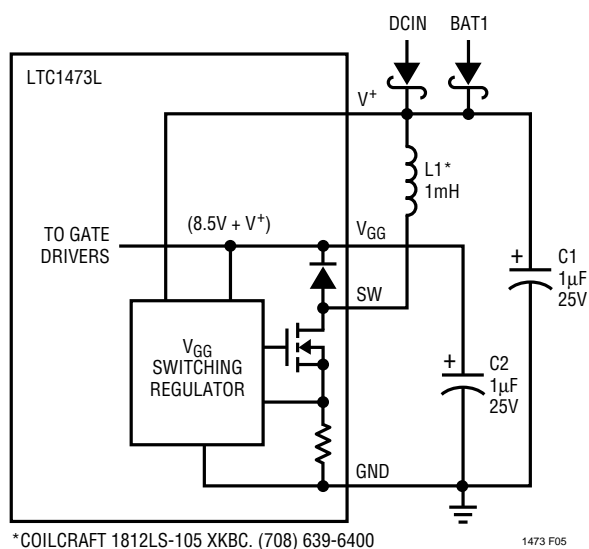 DCIN BAT1
LTC1473L
V+
L1*
1mH
(8.5V + V+)
VGG
TO GATE
DRIVERS
SW
C1
1µF
25V
VGG
SWITCHING
REGULATOR
C2
1µF
25V
GND
*COILCRAFT 1812LS-105 XKBC. (708) 639-6400
1473 F05